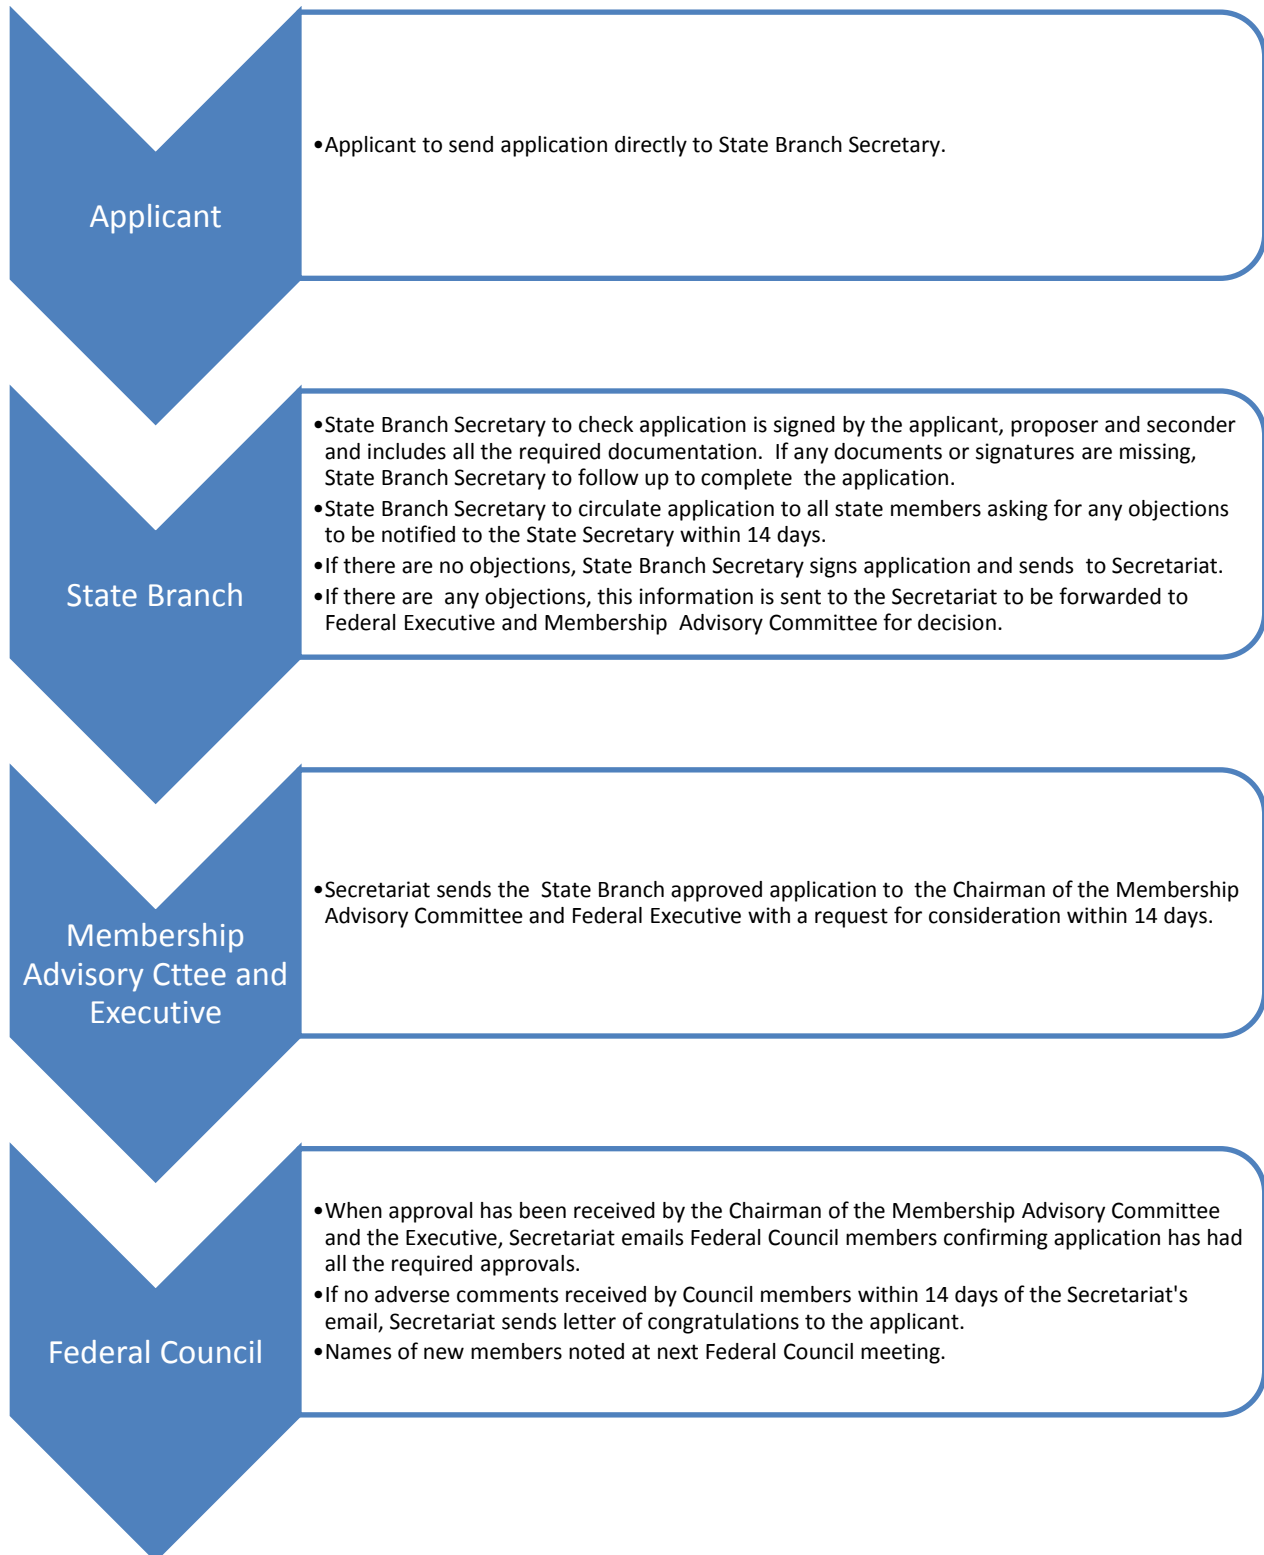 Applicant
•Applicant to send application directly to State Branch Secretary.
State Branch
•State Branch Secretary to check application is signed by the applicant, proposer and seconder
and includes all the required documentation.  If any documents or signatures are missing,
State Branch Secretary to follow up to complete  the application.
•State Branch Secretary to circulate application to all state members asking for any objections
to be notified to the State Secretary within 14 days.
•If there are no objections, State Branch Secretary signs application and sends  to Secretariat.
•If there are  any objections, this information is sent to the Secretariat to be forwarded to
Federal Executive and Membership  Advisory Committee for decision.
Membership
Advisory Cttee and
Executive
•Secretariat sends the  State Branch approved application to  the Chairman of the Membership
Advisory Committee and Federal Executive with a request for consideration within 14 days.
Federal Council
•When approval has been received by the Chairman of the Membership Advisory Committee
and the Executive, Secretariat emails Federal Council members confirming application has had
all the required approvals.
•If no adverse comments received by Council members within 14 days of the Secretariat's
email, Secretariat sends letter of congratulations to the applicant.
•Names of new members noted at next Federal Council meeting.